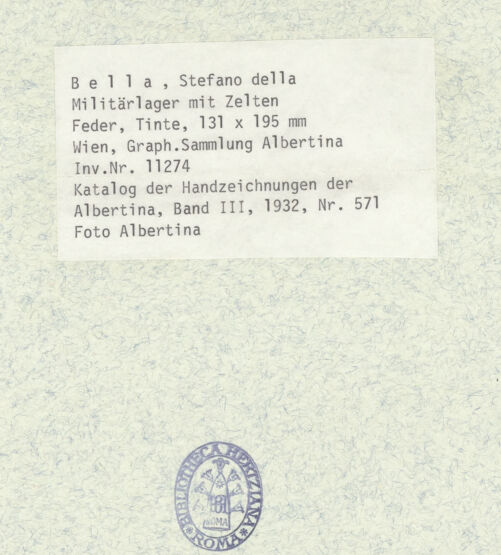 B e l l a , Stefano della
Militärlager mit Zelten
Feder, Tinte, 131 x 195 mm
Wien, Graph.Sammlung Albertina
Inv.Nr. 11274
Katalog der Handzeichnungen der
Albertina, Band III, 1932, Nr. 571
Foto Albertina
BIBLIOTHECA HERTZIANA
ROMA
ROMA